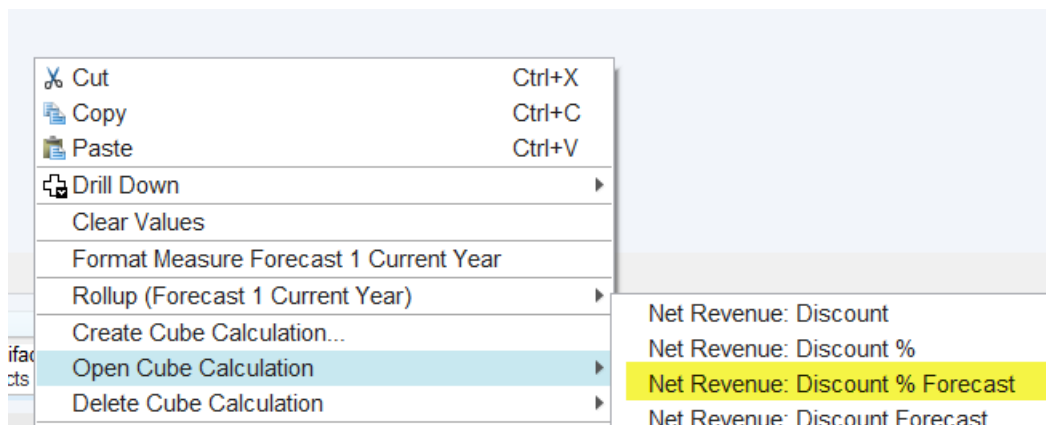 Cut Ctrl+X
Copy Ctrl+C
Paste Ctrl+V
Drill Down
Clear Values
Format Measure Forecast 1 Current Year
Rollup (Forecast 1 Current Year)
Create Cube Calculation...
Open Cube Calculation
Delete Cube Calculation
Net Revenue: Discount
Net Revenue: Discount %
Net Revenue: Discount % Forecast
Net Revenue: Discount Forecast